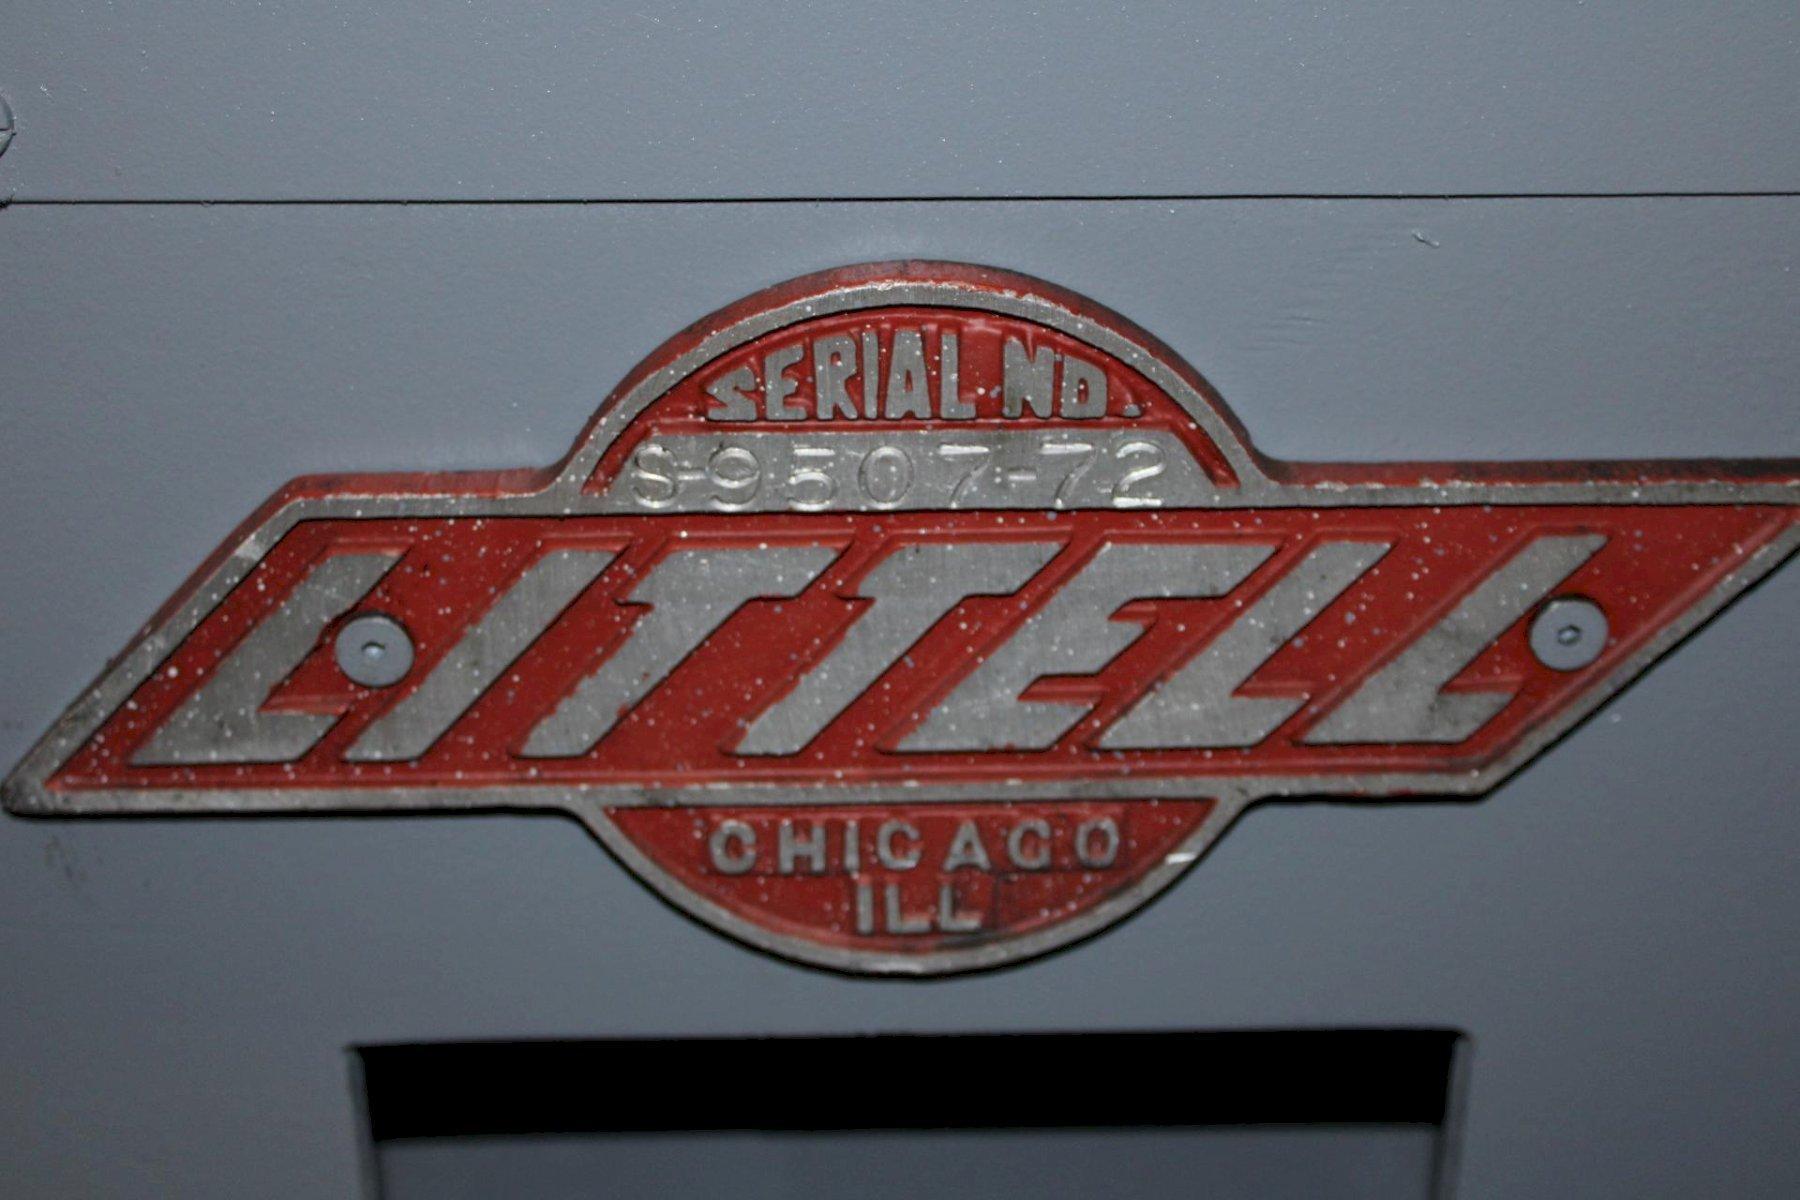 SERIAL NO.
S-9507-72
LITTELL
CHICAGO
ILL